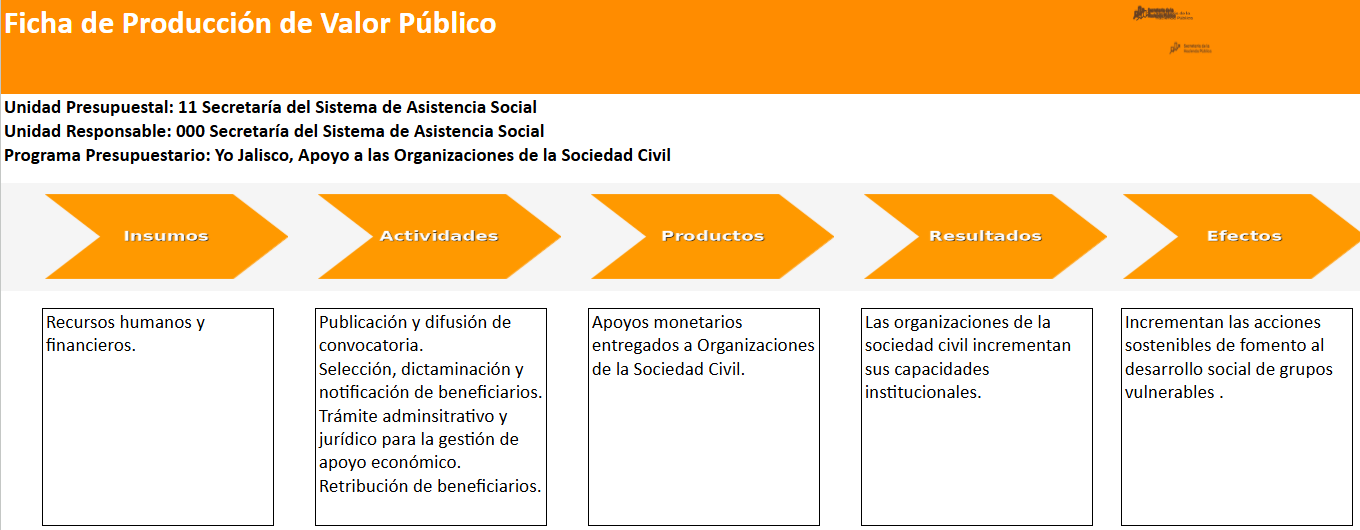 Ficha de Producción de Valor Público
Unidad Presupuestal: 11 Secretaría del Sistema de Asistencia Social
Unidad Responsable: 000 Secretaría del Sistema de Asistencia Social
Programa Presupuestario: Yo Jalisco, Apoyo a las Organizaciones de la Sociedad Civil
Insumos
Actividades
Productos
Resultados
Efectos
Recursos humanos y
financieros.
Publicación y difusión de
convocatoria.
Selección, dictaminación y
notificación de beneficiarios.
Trámite adminsitrativo y
jurídico para la gestión de
apoyo económico.
Retribución de beneficiarios.
Apoyos monetarios
entregados a Organizaciones
de la Sociedad Civil.
Las organizaciones de la
sociedad civil incrementan
sus capacidades
institucionales.
Incrementan las acciones
sostenibles de fomento al
desarrollo social de grupos
vulnerables .